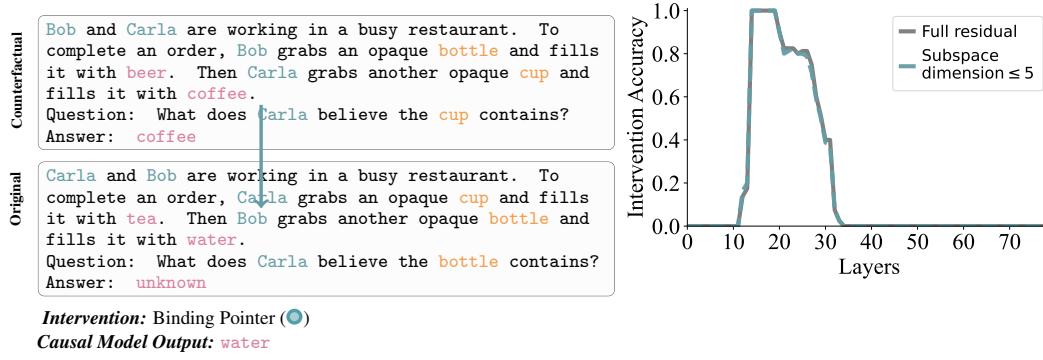 Counterfactual
Bob and Carla are working in a busy restaurant. To
complete an order, Bob grabs an opaque bottle and fills
it with beer. Then Carla grabs another opaque cup and
fills it with coffee.
Question: What does Carla believe the cup contains?
Answer: coffee
Original
Carla and Bob are working in a busy restaurant. To
complete an order, Carla grabs an opaque cup and fills
it with tea. Then Bob grabs another opaque bottle and
fills it with water.
Question: What does Carla believe the bottle contains?
Answer: unknown
Intervention: Binding Pointer ()
Causal Model Output: water
Intervention Accuracy
1.0
0.8
0.6
0.4
0.2
0.0
0 10 20 30 40 50 60 70
Layers
Full residual
Subspace
dimension ≤ 5